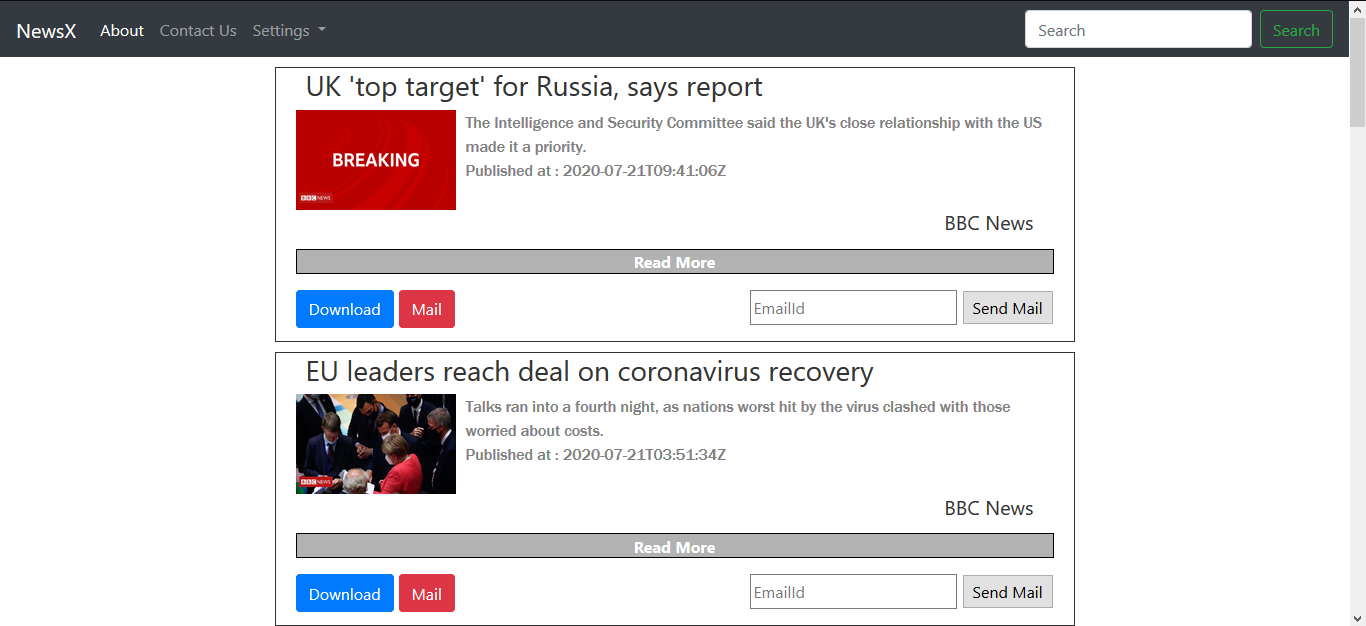 NewsX About Contact Us Settings Search Search
UK 'top target' for Russia, says report
BREAKING
BBC NEWS
The Intelligence and Security Committee said the UK's close relationship with the US
made it a priority.
Published at : 2020-07-21T09:41:06Z
BBC News
Read More
Download Mail EmailId Send Mail
EU leaders reach deal on coronavirus recovery
BBC NEWS
Talks ran into a fourth night, as nations worst hit by the virus clashed with those
worried about costs.
Published at : 2020-07-21T03:51:34Z
BBC News
Read More
Download Mail EmailId Send Mail